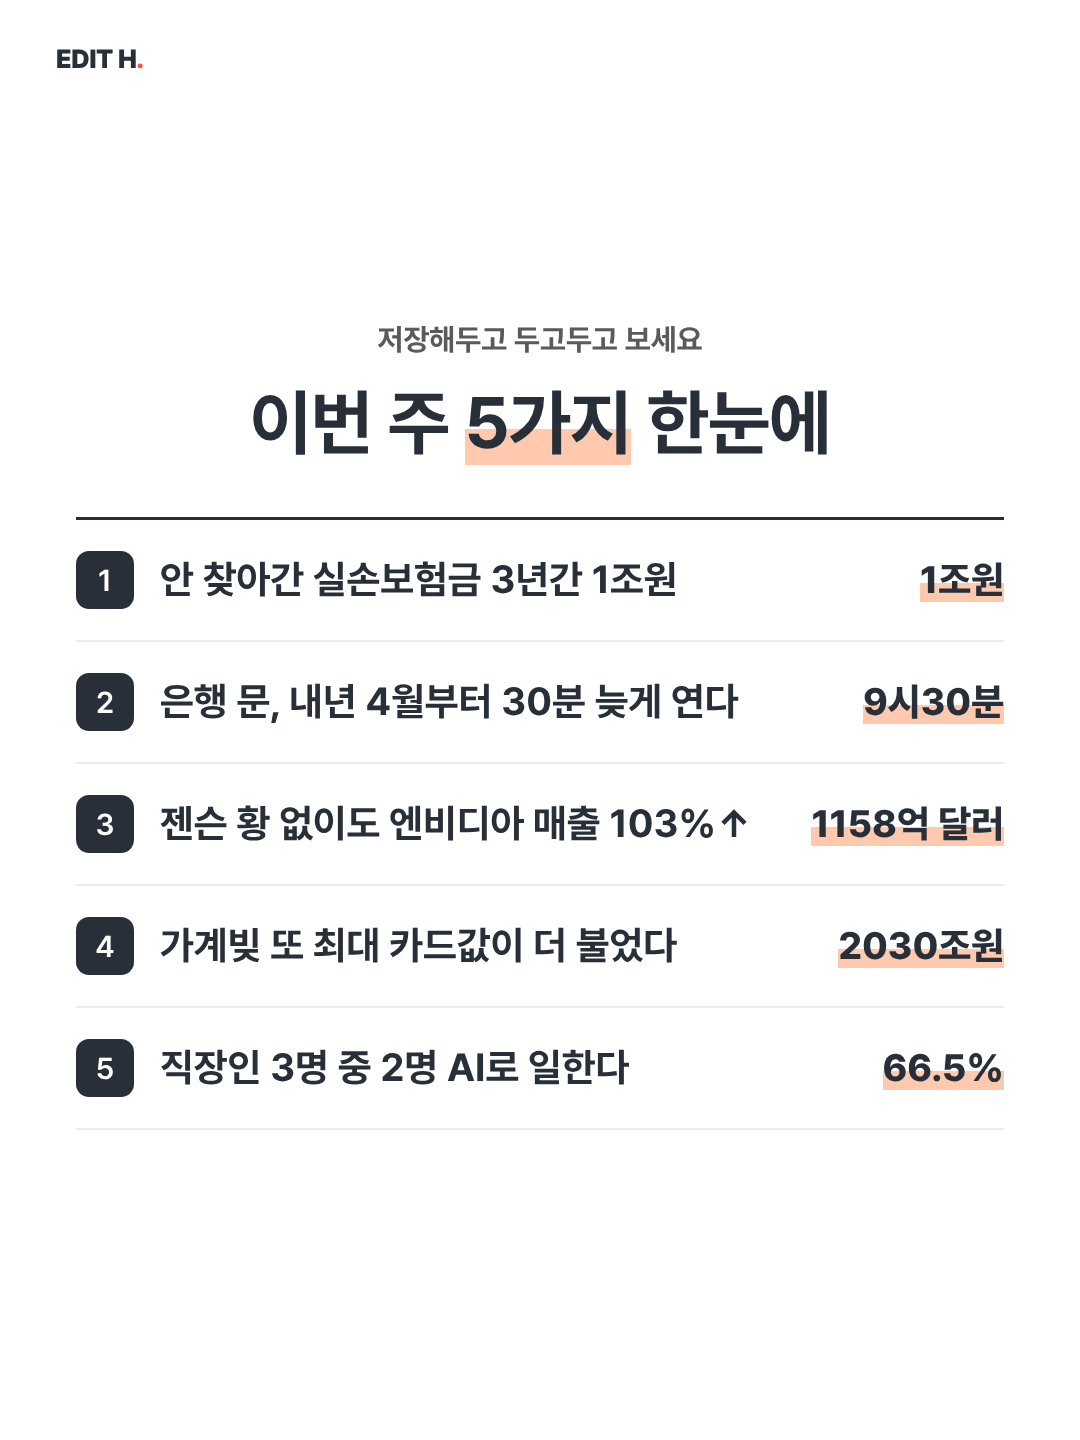 EDIT H.
저장해두고 두고두고 보세요
이번 주 5가지 한눈에
1 안 찾아간 실손보험금 3년간 1조원 1조원
2 은행 문, 내년 4월부터 30분 늦게 연다 9시30분
3 젠슨 황 없이도 엔비디아 매출 103%↑ 1158억 달러
4 가계빚 또 최대 카드값이 더 불었다 2030조원
5 직장인 3명 중 2명 AI로 일한다 66.5%